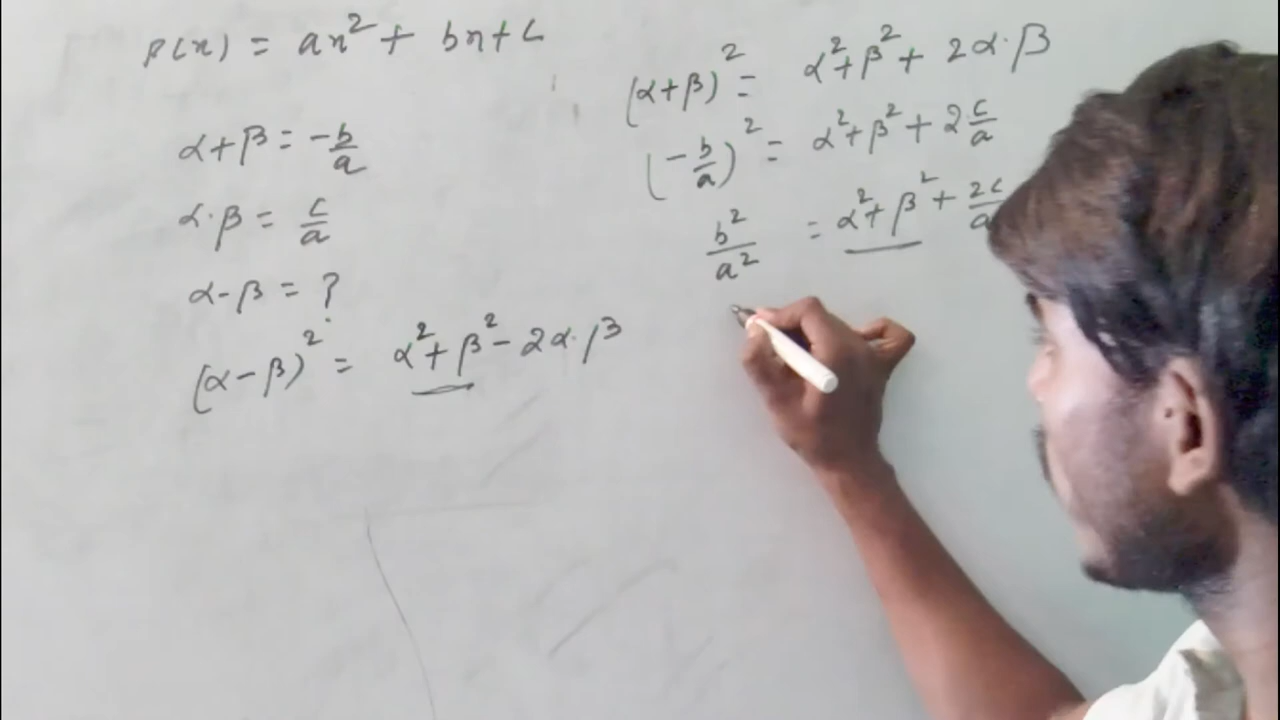 p(x) = ax² + bx + c
α + β = -b/a
α·β = c/a
α - β = ?
(α - β)² = α² + β² - 2α·β
(α + β)² = α² + β² + 2α·β
(-b/a)² = α² + β² + 2·c/a
b²/a² = α² + β² + 2c/a